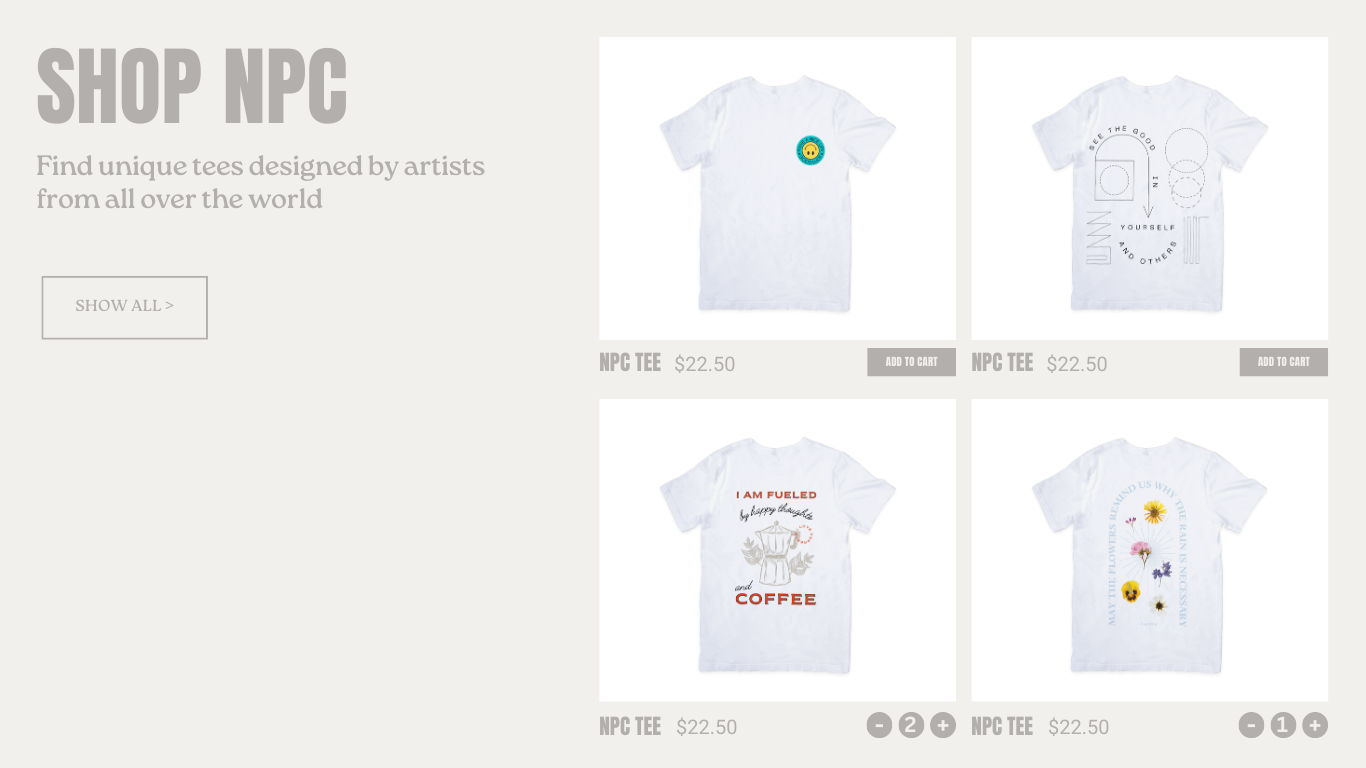 SHOP NPC
Find unique tees designed by artists
from all over the world
SHOW ALL >
SEE THE GOOD
IN
YOURSELF
AND OTHERS
NPC TEE $22.50 ADD TO CART
NPC TEE $22.50 ADD TO CART
I AM FUELED
by happy thoughts
and
COFFEE
MAY THE FLOWERS REMIND US WHY THE RAIN IS NECESSARY
NPC TEE $22.50 - 2 +
NPC TEE $22.50 - 1 +